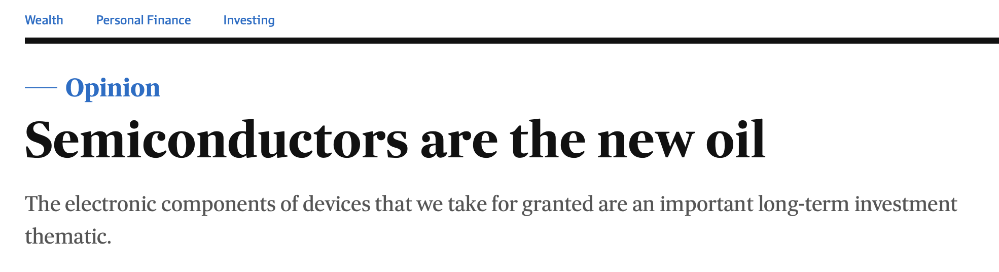 Wealth Personal Finance Investing
Opinion
Semiconductors are the new oil
The electronic components of devices that we take for granted are an important long-term investment
thematic.